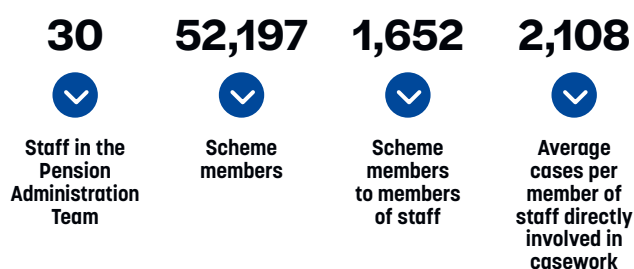 30
Staff in the
Pension
Administration
Team
52,197
Scheme
members
1,652
Scheme
members
to members
of staff
2,108
Average
cases per
member of
staff directly
involved in
casework